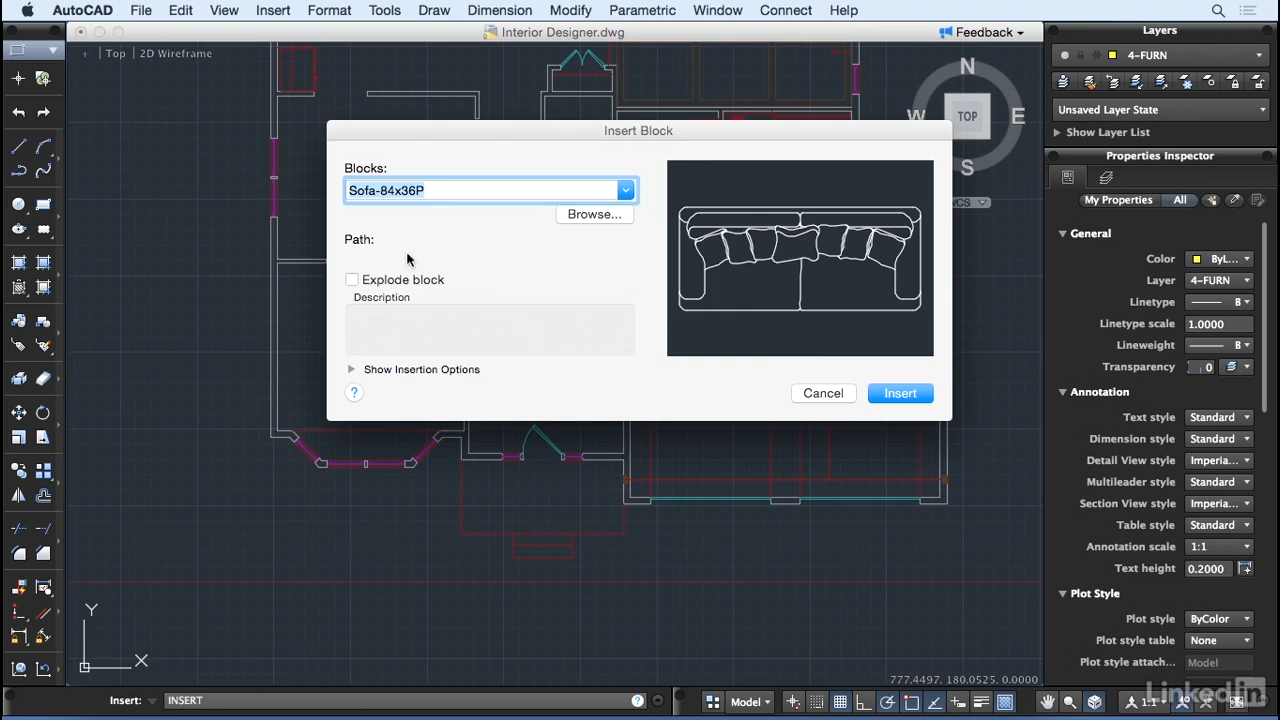 AutoCAD File Edit View Insert Format Tools Draw Dimension Modify Parametric Window Connect Help
Interior Designer.dwg
Feedback
+ Top 2D Wireframe
Layers
4-FURN
Unsaved Layer State
Show Layer List
N
W TOP E
S
WCS
Insert Block
Blocks:
Sofa-84x36P
Browse...
Path:
Explode block
Description
Show Insertion Options
?
Cancel
Insert
Properties Inspector
My Properties All
General
Color ByL...
Layer 4-FURN
Linetype B
Linetype scale 1.0000
Lineweight B
Transparency 0
Annotation
Text style Standard
Dimension style Standard
Detail View style Imperia...
Multileader style Standard
Section View style Imperia...
Table style Standard
Annotation scale 1:1
Text height 0.2000
Plot Style
Plot style ByColor
Plot style table None
Plot style attach... Model
Y
X
777.4497, 180.0525, 0.0000
Insert: INSERT
?
Model
1:1
LinkedIn